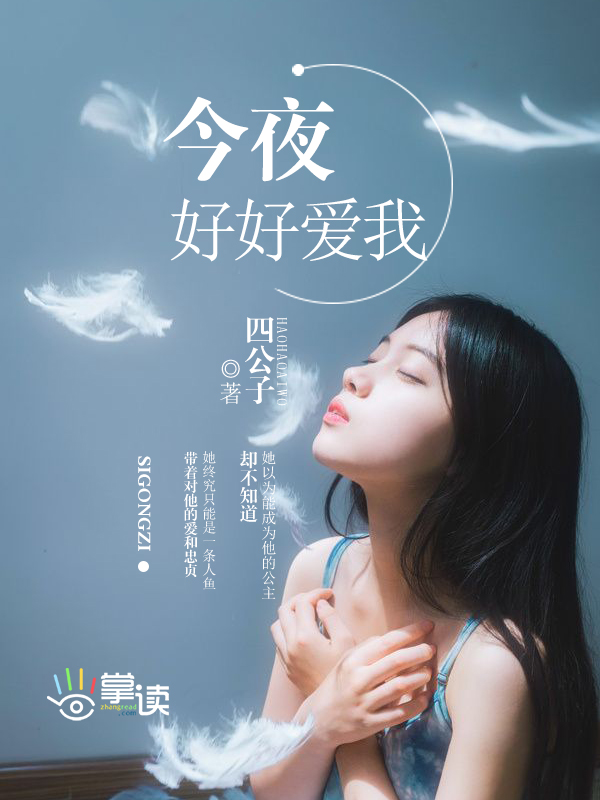 今夜
好好爱我
四公子
HAOHAOAIWO
◎著
她以为能成为他的公主
却不知道
她终究只能是一条人鱼
带着对他的爱和忠贞
SIGONGZI
掌读
zhangread
.com